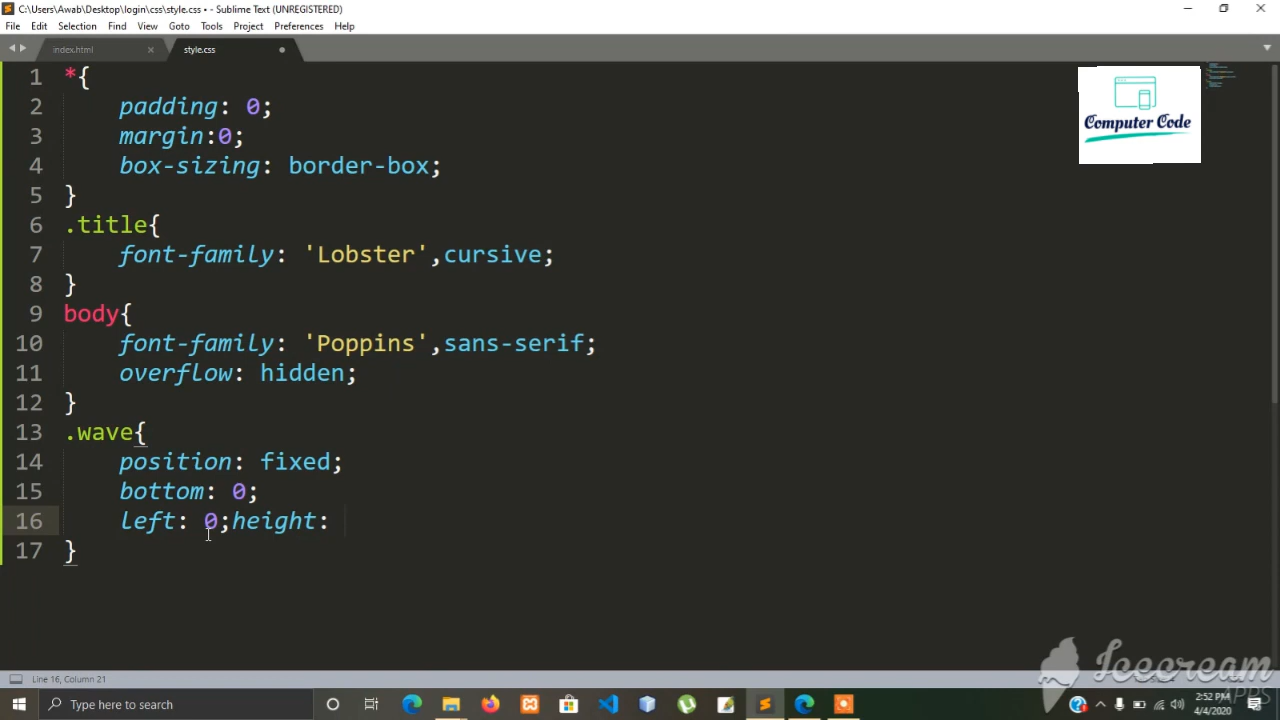 C:\Users\Awab\Desktop\login\css\style.css • - Sublime Text (UNREGISTERED)
File Edit Selection Find View Goto Tools Project Preferences Help
index.html style.css
1 *{
2 padding: 0;
3 margin:0;
4 box-sizing: border-box;
5 }
6 .title{
7 font-family: 'Lobster',cursive;
8 }
9 body{
10 font-family: 'Poppins',sans-serif;
11 overflow: hidden;
12 }
13 .wave{
14 position: fixed;
15 bottom: 0;
16 left: 0;height:
17 }
Computer Code
Line 16, Column 21
Icecream
APPS
Type here to search
2:52 PM
4/4/2020